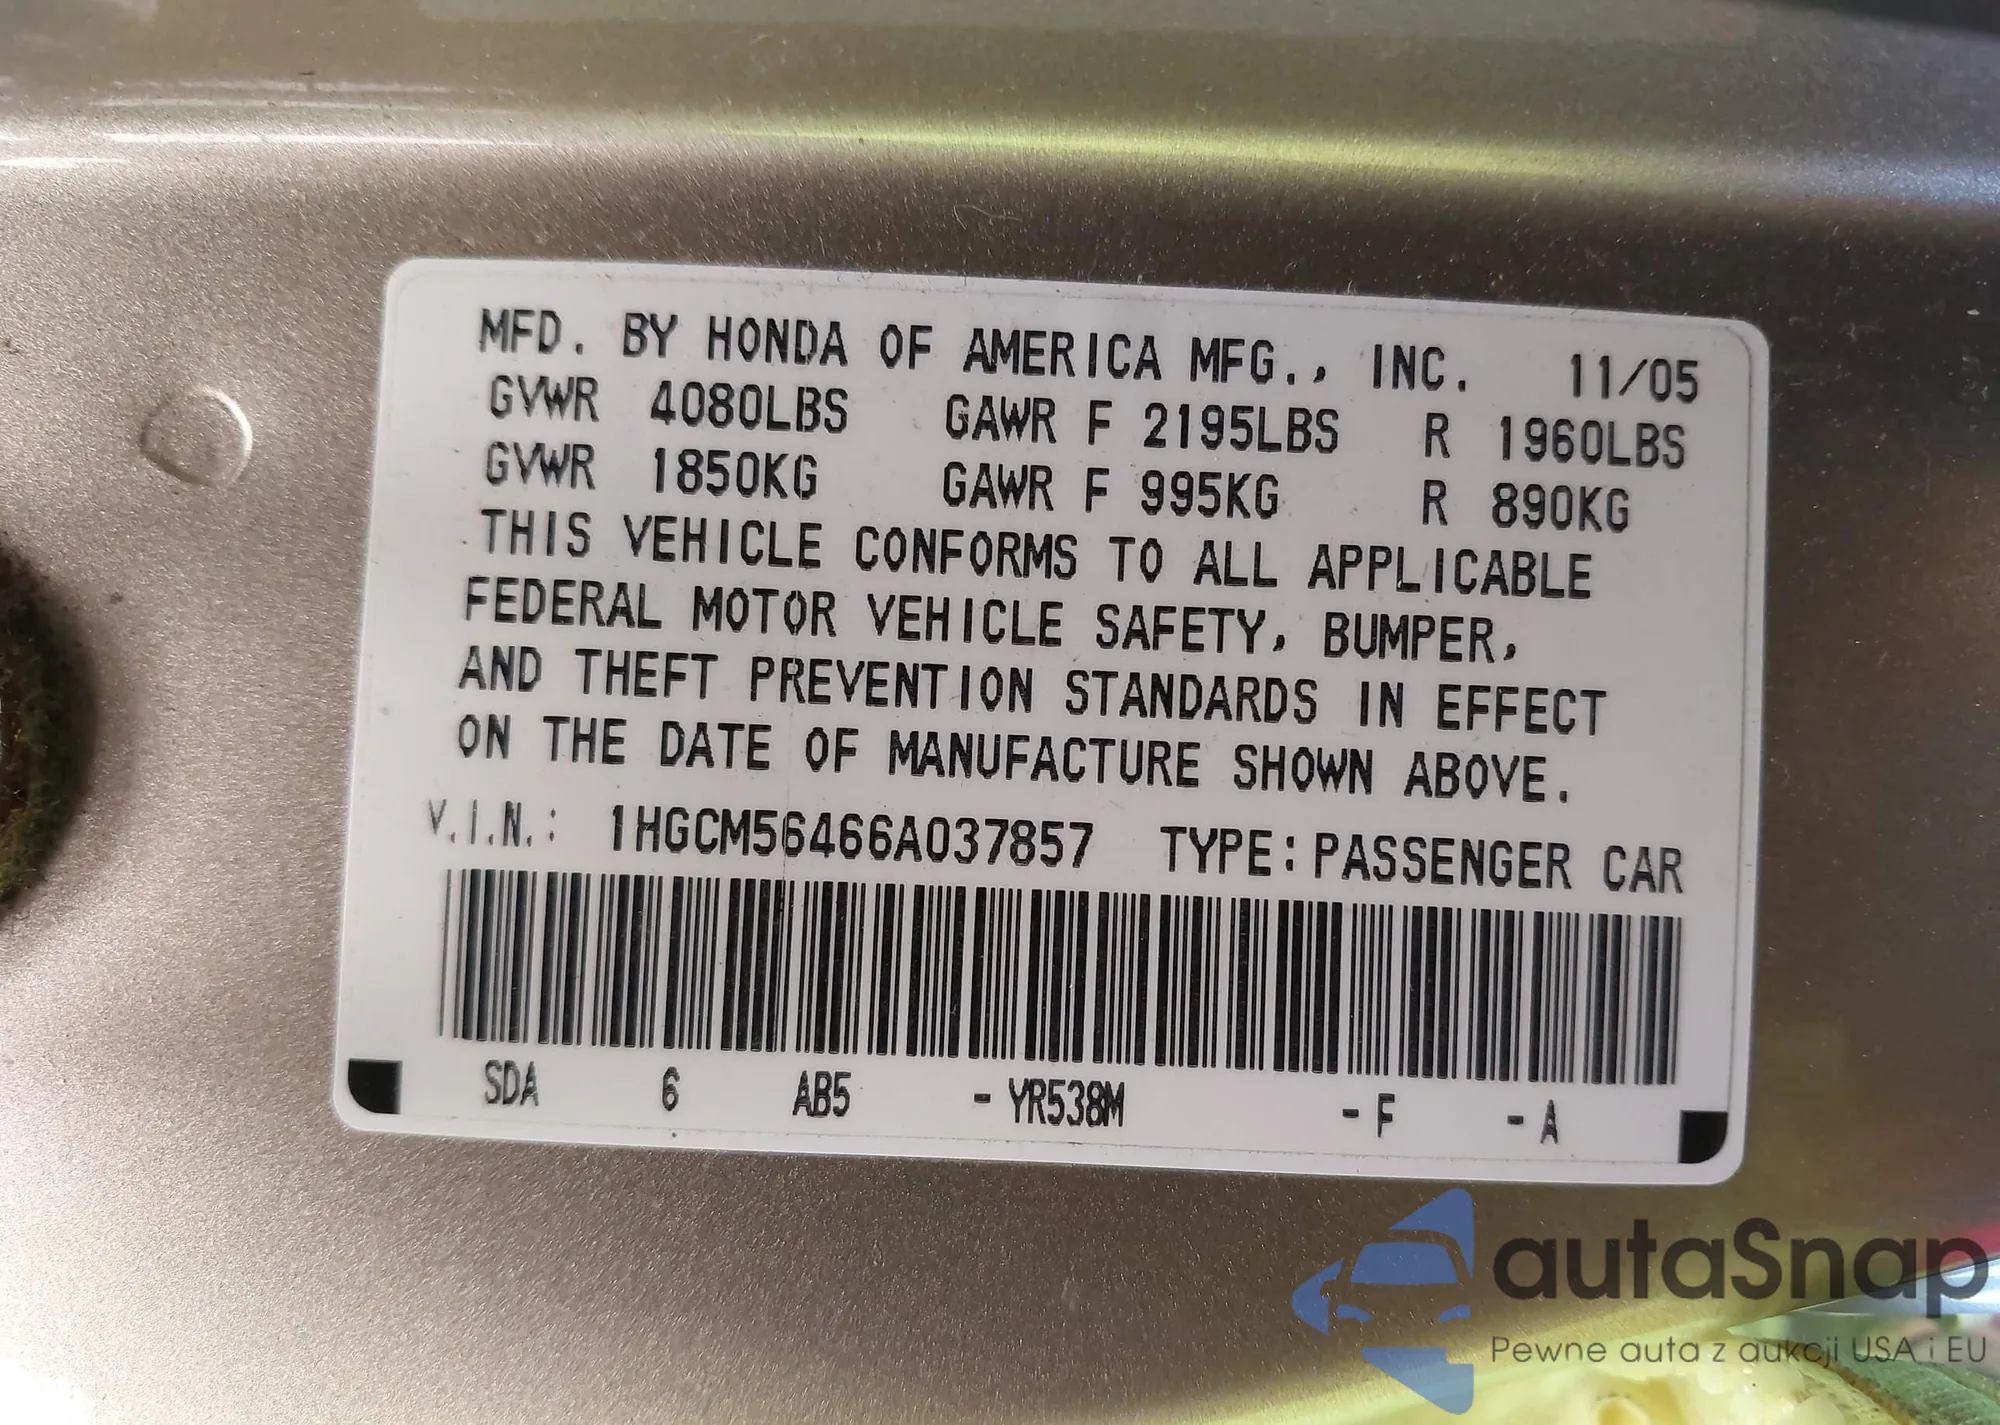 MFD. BY HONDA OF AMERICA MFG., INC. 11/05
GVWR 4080LBS GAWR F 2195LBS R 1960LBS
GVWR 1850KG GAWR F 995KG R 890KG
THIS VEHICLE CONFORMS TO ALL APPLICABLE
FEDERAL MOTOR VEHICLE SAFETY, BUMPER,
AND THEFT PREVENTION STANDARDS IN EFFECT
ON THE DATE OF MANUFACTURE SHOWN ABOVE.
V.I.N.: 1HGCM56466A037857 TYPE:PASSENGER CAR
SDA 6 AB5 -YR538M -F -A
autaSnap
Pewne auta z aukcji USA i EU